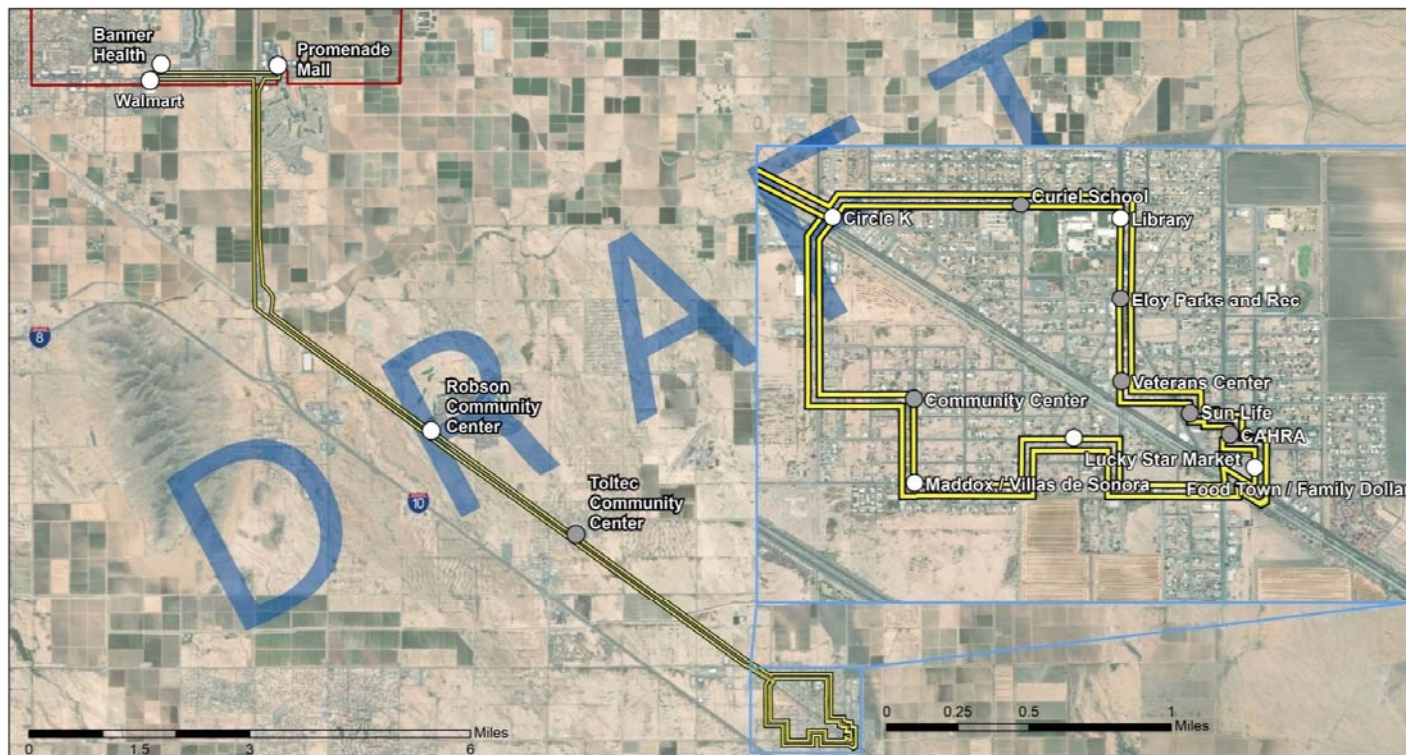 Banner
Health
Promenade
Mall
Walmart
8
Robson
Community
Center
10
Toltec
Community
Center
DRAFT
Circle K
Curiel School
Library
Eloy Parks and Rec
Veterans Center
Community Center
Sun Life
CAHRA
Lucky Star Market
Maddox / Villas de Sonora
Food Town / Family Dollar
0 1.5 3 6
Miles
0 0.25 0.5 1
Miles